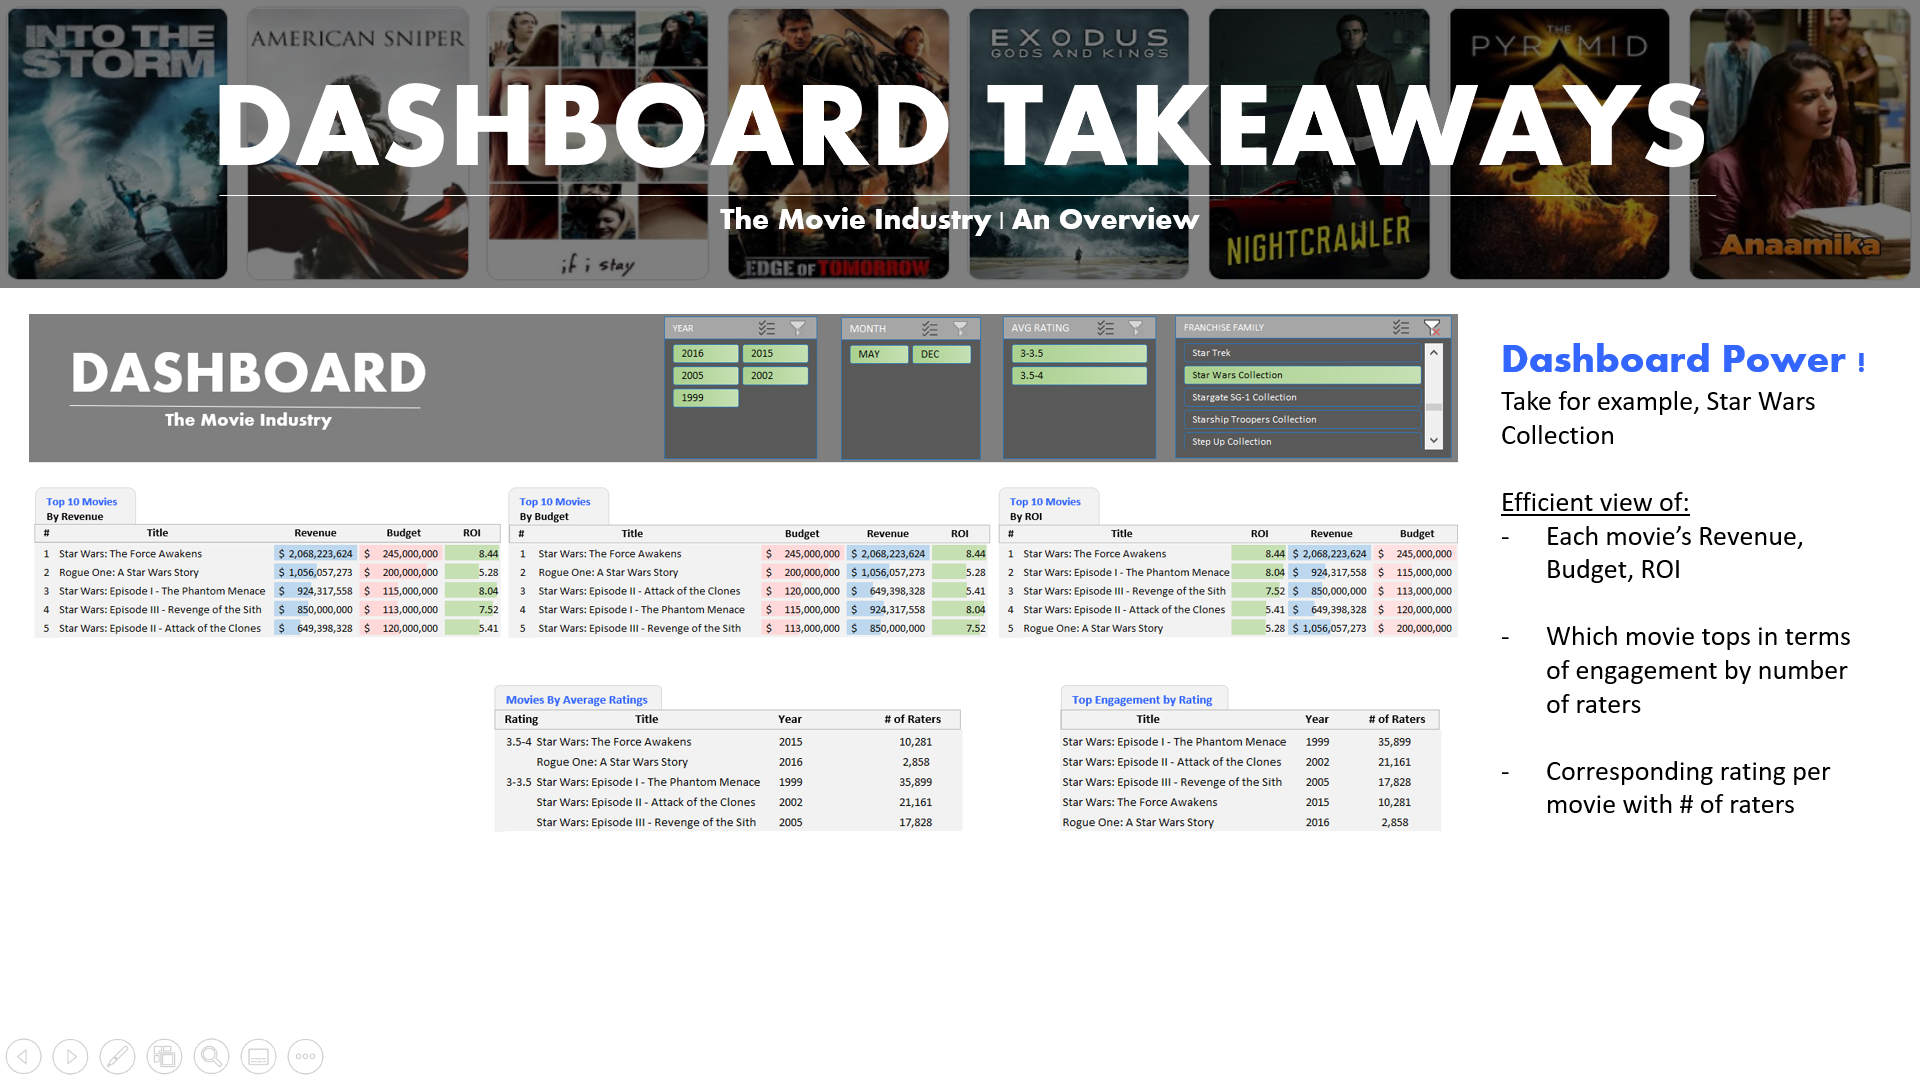 INTO THE
STORM
AMERICAN SNIPER
if i stay
EDGE OF TOMORROW
EXODUS
GODS AND KINGS
NIGHTCRAWLER
THE
PYRAMID
Anaamika
DASHBOARD TAKEAWAYS
The Movie Industry | An Overview
DASHBOARD
The Movie Industry
YEAR
2016 2015
2005 2002
1999
MONTH
MAY DEC
AVG RATING
3-3.5
3.5-4
FRANCHISE FAMILY
Star Trek
Star Wars Collection
Stargate SG-1 Collection
Starship Troopers Collection
Step Up Collection
Top 10 Movies
By Revenue
# Title Revenue Budget ROI
1 Star Wars: The Force Awakens $ 2,068,223,624 $ 245,000,000 8.44
2 Rogue One: A Star Wars Story $ 1,056,057,273 $ 200,000,000 5.28
3 Star Wars: Episode I - The Phantom Menace $ 924,317,558 $ 115,000,000 8.04
4 Star Wars: Episode III - Revenge of the Sith $ 850,000,000 $ 113,000,000 7.52
5 Star Wars: Episode II - Attack of the Clones $ 649,398,328 $ 120,000,000 5.41
Top 10 Movies
By Budget
# Title Budget Revenue ROI
1 Star Wars: The Force Awakens $ 245,000,000 $ 2,068,223,624 8.44
2 Rogue One: A Star Wars Story $ 200,000,000 $ 1,056,057,273 5.28
3 Star Wars: Episode II - Attack of the Clones $ 120,000,000 $ 649,398,328 5.41
4 Star Wars: Episode I - The Phantom Menace $ 115,000,000 $ 924,317,558 8.04
5 Star Wars: Episode III - Revenge of the Sith $ 113,000,000 $ 850,000,000 7.52
Top 10 Movies
By ROI
# Title ROI Revenue Budget
1 Star Wars: The Force Awakens 8.44 $ 2,068,223,624 $ 245,000,000
2 Star Wars: Episode I - The Phantom Menace 8.04 $ 924,317,558 $ 115,000,000
3 Star Wars: Episode III - Revenge of the Sith 7.52 $ 850,000,000 $ 113,000,000
4 Star Wars: Episode II - Attack of the Clones 5.41 $ 649,398,328 $ 120,000,000
5 Rogue One: A Star Wars Story 5.28 $ 1,056,057,273 $ 200,000,000
Movies By Average Ratings
Rating Title Year # of Raters
3.5-4 Star Wars: The Force Awakens 2015 10,281
Rogue One: A Star Wars Story 2016 2,858
3-3.5 Star Wars: Episode I - The Phantom Menace 1999 35,899
Star Wars: Episode II - Attack of the Clones 2002 21,161
Star Wars: Episode III - Revenge of the Sith 2005 17,828
Top Engagement by Rating
Title Year # of Raters
Star Wars: Episode I - The Phantom Menace 1999 35,899
Star Wars: Episode II - Attack of the Clones 2002 21,161
Star Wars: Episode III - Revenge of the Sith 2005 17,828
Star Wars: The Force Awakens 2015 10,281
Rogue One: A Star Wars Story 2016 2,858
Dashboard Power !
Take for example, Star Wars
Collection
Efficient view of:
- Each movie’s Revenue,
Budget, ROI
- Which movie tops in terms
of engagement by number
of raters
- Corresponding rating per
movie with # of raters